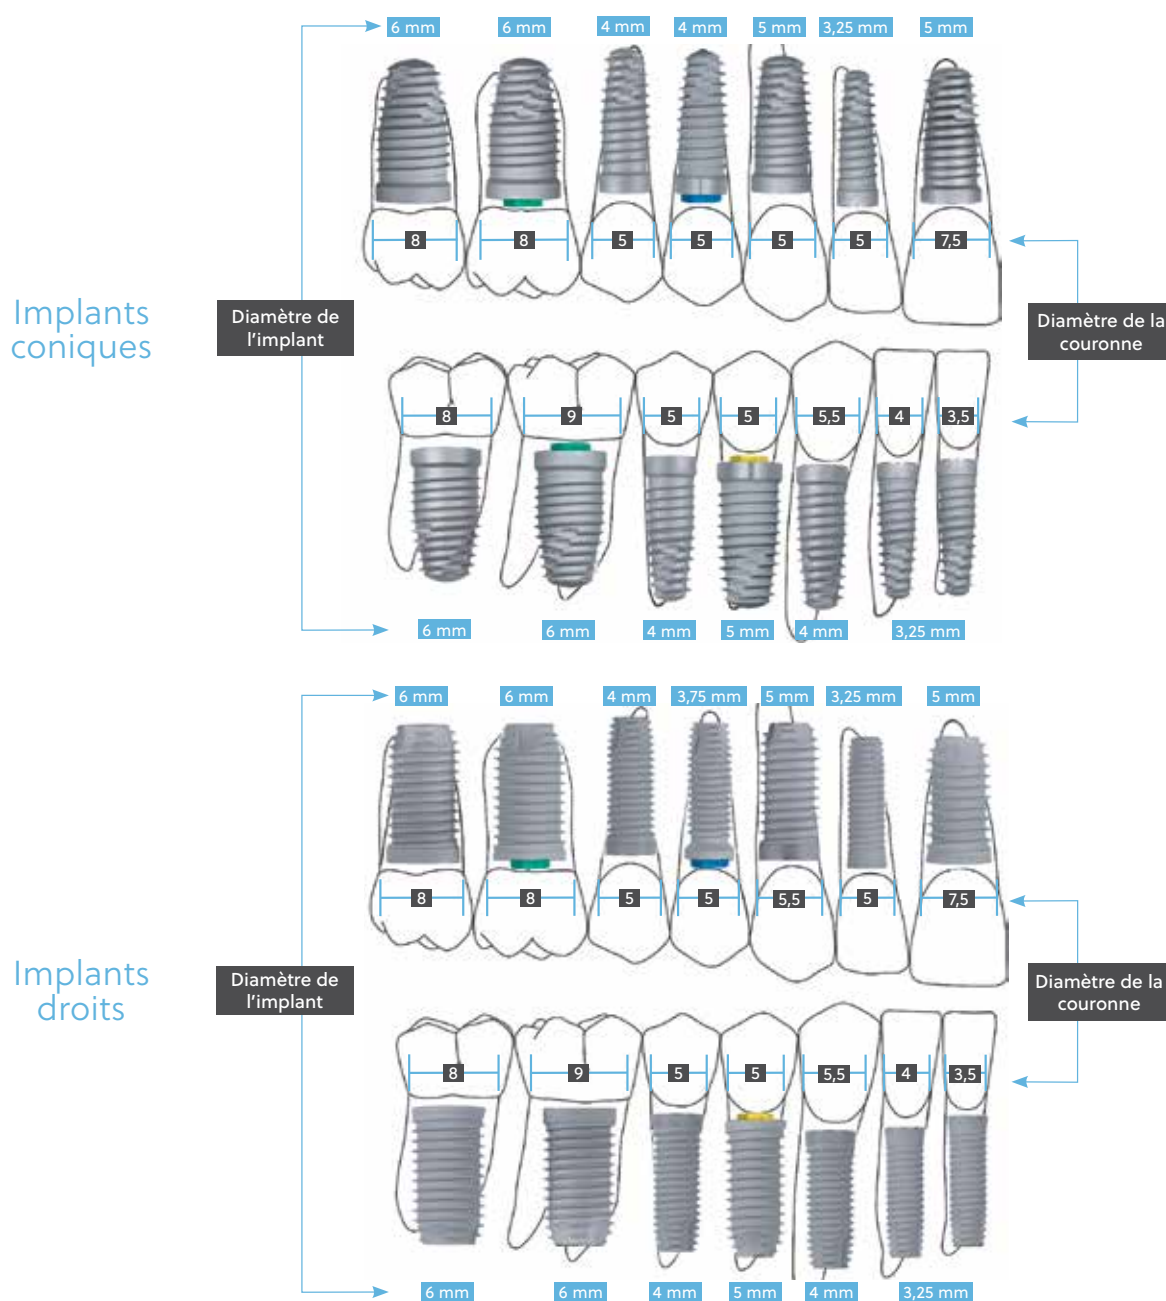 6 mm 6 mm 4 mm 4 mm 5 mm 3,25 mm 5 mm
8 8 5 5 5 5 7,5
Implants
coniques
Diamètre de
l'implant
Diamètre de la
couronne
8 9 5 5 5,5 4 3,5
6 mm 6 mm 4 mm 5 mm 4 mm 3,25 mm
6 mm 6 mm 4 mm 3,75 mm 5 mm 3,25 mm 5 mm
8 8 5 5 5,5 5 7,5
Implants
droits
Diamètre de
l'implant
Diamètre de la
couronne
8 9 5 5 5,5 4 3,5
6 mm 6 mm 4 mm 5 mm 4 mm 3,25 mm